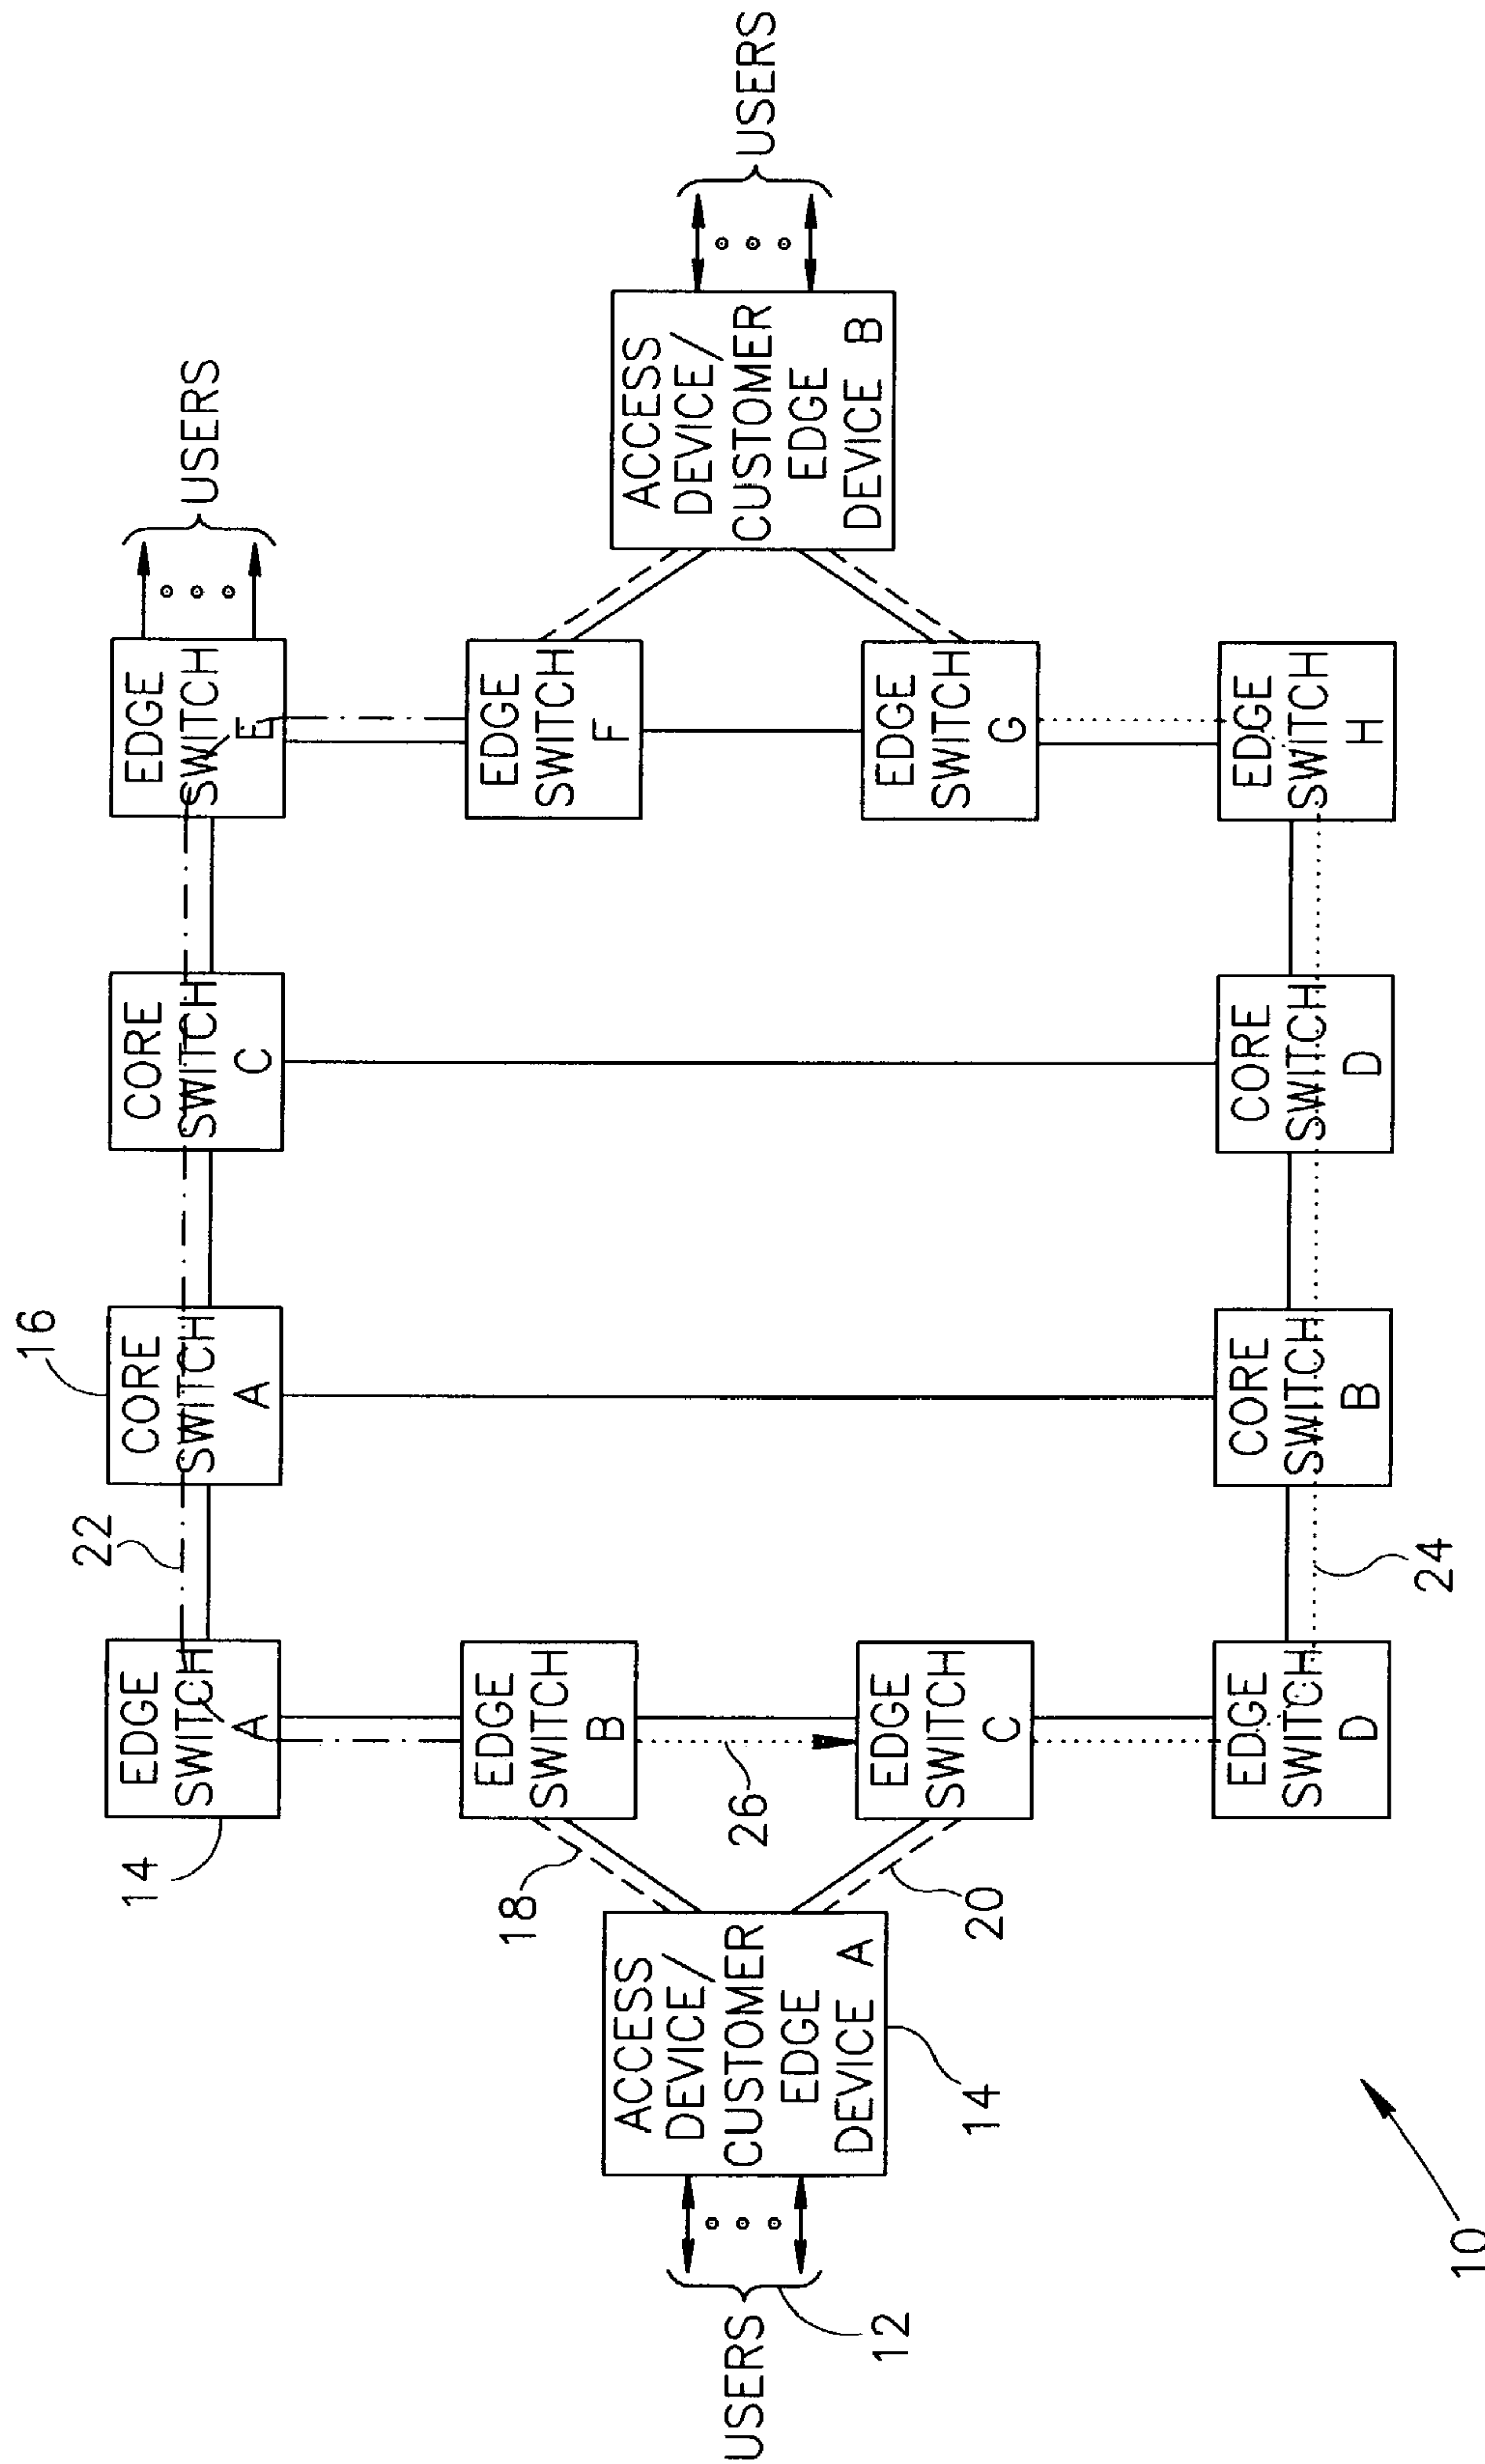 16
22
14
EDGE
SWITCH
A
CORE
SWITCH
A
CORE
SWITCH
C
EDGE
SWITCH
E
USERS
18
EDGE
SWITCH
B
EDGE
SWITCH
F
26
USERS
12
ACCESS
DEVICE/
CUSTOMER
EDGE
DEVICE A
14
20
EDGE
SWITCH
C
EDGE
SWITCH
G
ACCESS
DEVICE/
CUSTOMER
EDGE
DEVICE B
USERS
EDGE
SWITCH
D
CORE
SWITCH
B
CORE
SWITCH
D
EDGE
SWITCH
H
24
10